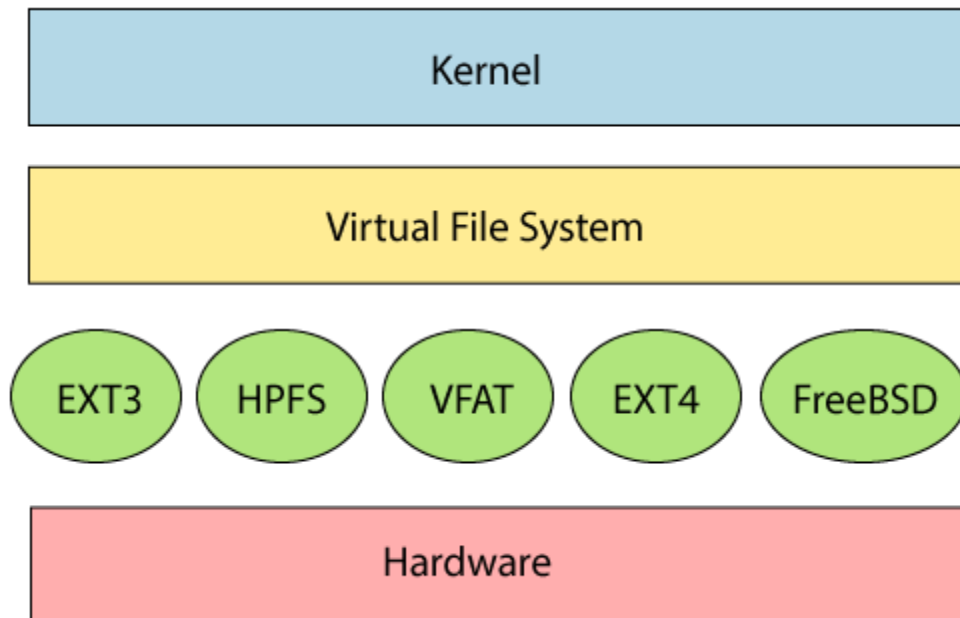 Kernel
Virtual File System
EXT3 HPFS VFAT EXT4 FreeBSD
Hardware